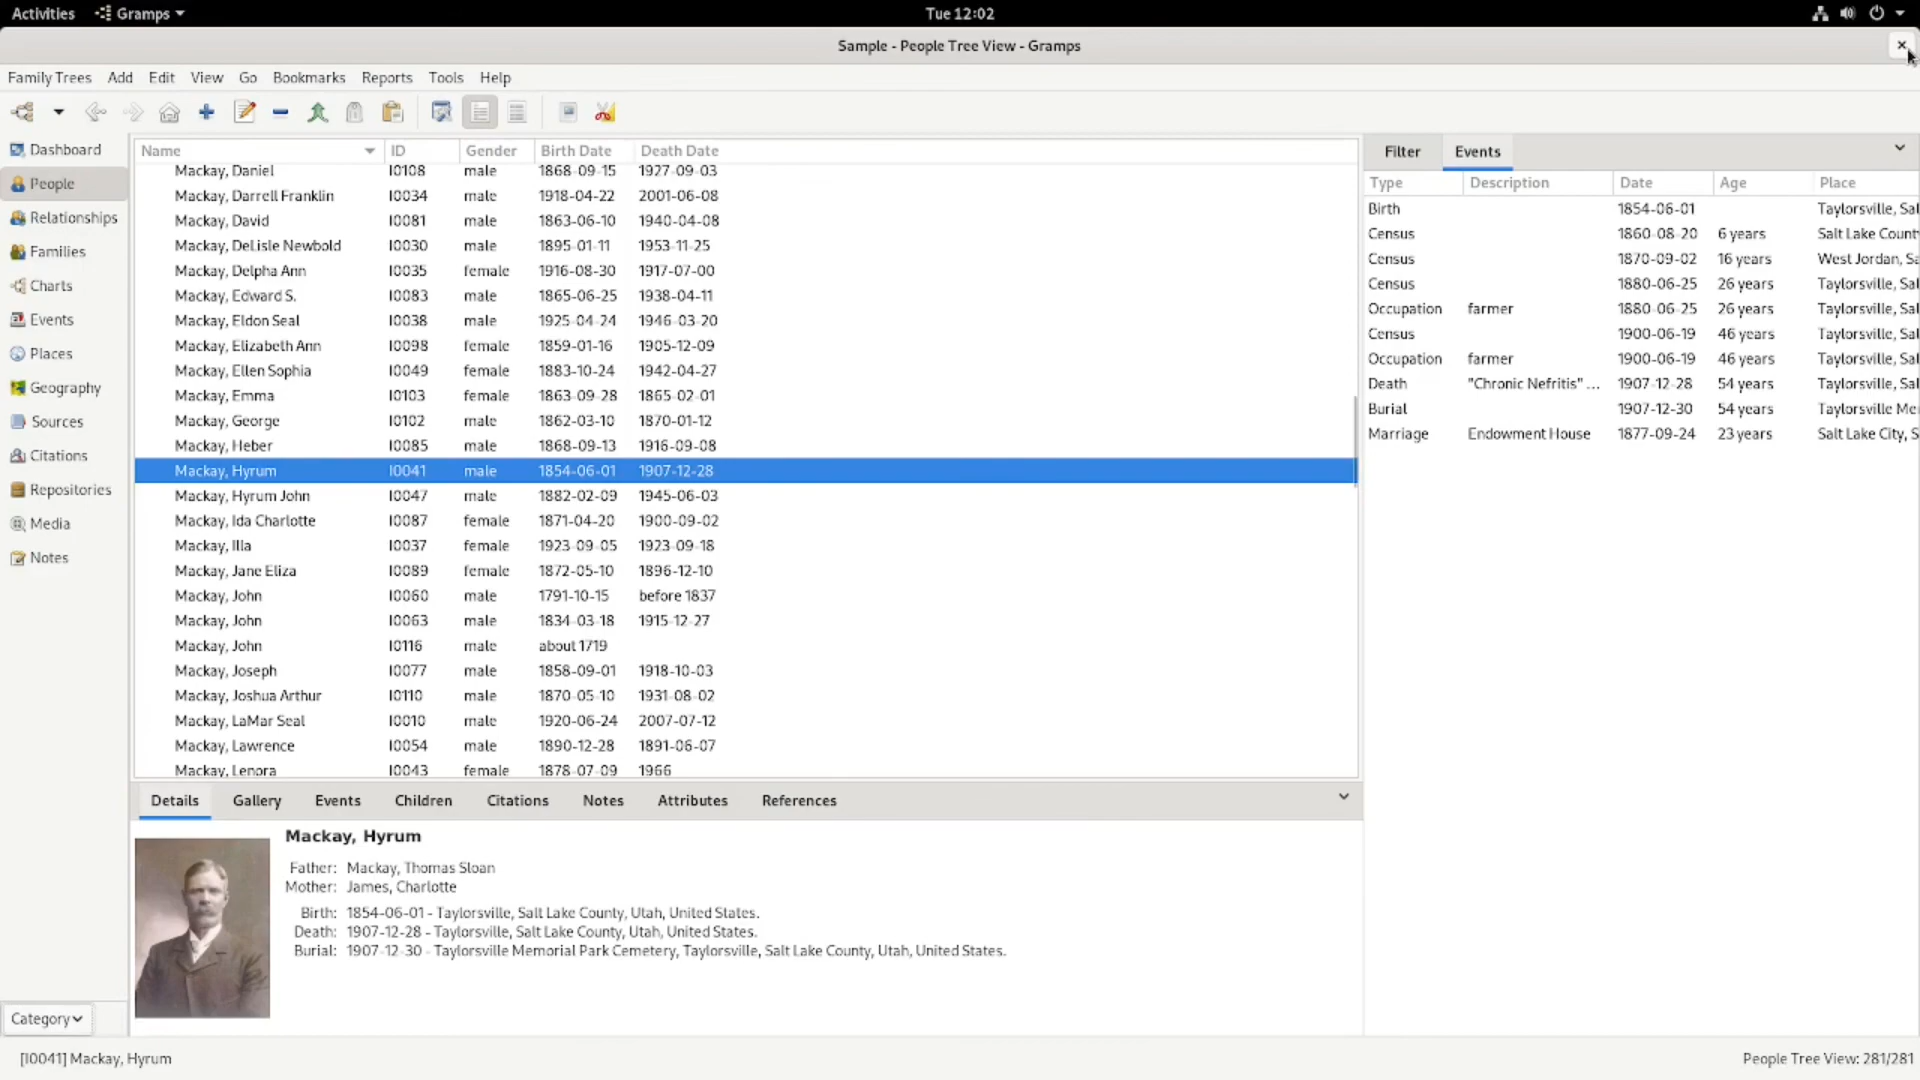 Activities Gramps Tue 12:02
Sample - People Tree View - Gramps
Family Trees Add Edit View Go Bookmarks Reports Tools Help
Dashboard
People
Relationships
Families
Charts
Events
Places
Geography
Sources
Citations
Repositories
Media
Notes
Category
Name ID Gender Birth Date Death Date
Mackay, Daniel I0108 male 1868-09-15 1927-09-03
Mackay, Darrell Franklin I0034 male 1918-04-22 2001-06-08
Mackay, David I0081 male 1863-06-10 1940-04-08
Mackay, DeLisle Newbold I0030 male 1895-01-11 1953-11-25
Mackay, Delpha Ann I0035 female 1916-08-30 1917-07-00
Mackay, Edward S. I0083 male 1865-06-25 1938-04-11
Mackay, Eldon Seal I0038 male 1925-04-24 1946-03-20
Mackay, Elizabeth Ann I0098 female 1859-01-16 1905-12-09
Mackay, Ellen Sophia I0049 female 1883-10-24 1942-04-27
Mackay, Emma I0103 female 1863-09-28 1865-02-01
Mackay, George I0102 male 1862-03-10 1870-01-12
Mackay, Heber I0085 male 1868-09-13 1916-09-08
Mackay, Hyrum I0041 male 1854-06-01 1907-12-28
Mackay, Hyrum John I0047 male 1882-02-09 1945-06-03
Mackay, Ida Charlotte I0087 female 1871-04-20 1900-09-02
Mackay, Illa I0037 female 1923-09-05 1923-09-18
Mackay, Jane Eliza I0089 female 1872-05-10 1896-12-10
Mackay, John I0060 male 1791-10-15 before 1837
Mackay, John I0063 male 1834-03-18 1915-12-27
Mackay, John I0116 male about 1719
Mackay, Joseph I0077 male 1858-09-01 1918-10-03
Mackay, Joshua Arthur I0110 male 1870-05-10 1931-08-02
Mackay, LaMar Seal I0010 male 1920-06-24 2007-07-12
Mackay, Lawrence I0054 male 1890-12-28 1891-06-07
Mackay, Lenora I0043 female 1878-07-09 1966
Filter Events
Type Description Date Age Place
Birth 1854-06-01 Taylorsville, Sal
Census 1860-08-20 6 years Salt Lake Count
Census 1870-09-02 16 years West Jordan, Sa
Census 1880-06-25 26 years Taylorsville, Sal
Occupation farmer 1880-06-25 26 years Taylorsville, Sal
Census 1900-06-19 46 years Taylorsville, Sal
Occupation farmer 1900-06-19 46 years Taylorsville, Sal
Death "Chronic Nefritis" ... 1907-12-28 54 years Taylorsville, Sal
Burial 1907-12-30 54 years Taylorsville Me
Marriage Endowment House 1877-09-24 23 years Salt Lake City, S
Details Gallery Events Children Citations Notes Attributes References
Mackay, Hyrum
Father: Mackay, Thomas Sloan
Mother: James, Charlotte
Birth: 1854-06-01 - Taylorsville, Salt Lake County, Utah, United States.
Death: 1907-12-28 - Taylorsville, Salt Lake County, Utah, United States.
Burial: 1907-12-30 - Taylorsville Memorial Park Cemetery, Taylorsville, Salt Lake County, Utah, United States.
[I0041] Mackay, Hyrum People Tree View: 281/281